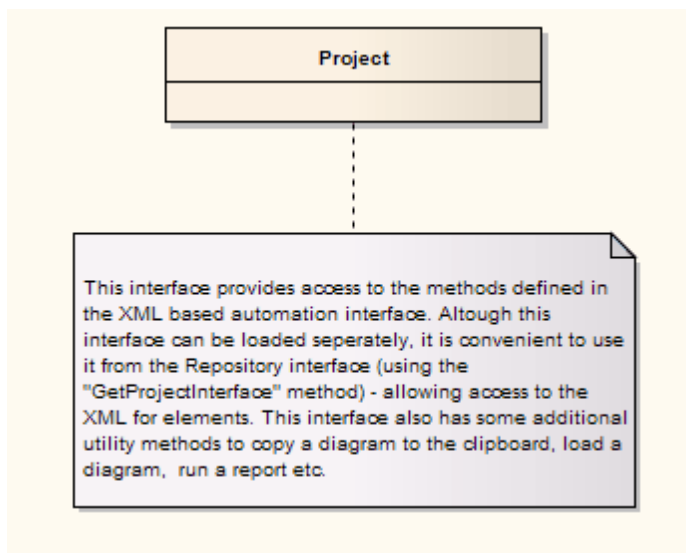 Project
This interface provides access to the methods defined in
the XML based automation interface. Altough this
interface can be loaded seperately, it is convenient to use
it from the Repository interface (using the
"GetProjectInterface" method) - allowing access to the
XML for elements. This interface also has some additional
utility methods to copy a diagram to the clipboard, load a
diagram,  run a report etc.